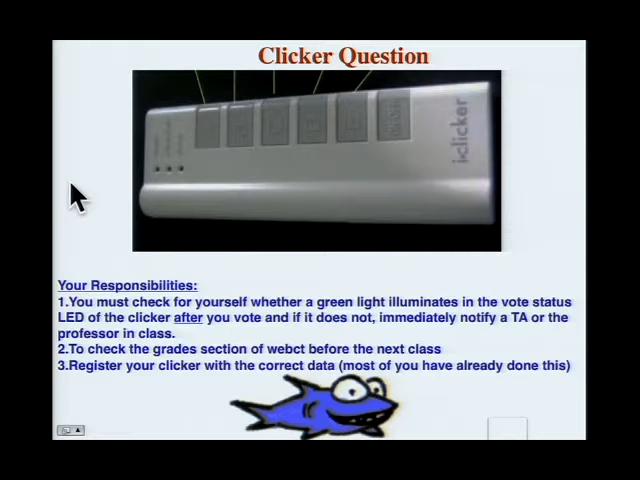 Clicker Question
i>clicker
Your Responsibilities:
1.You must check for yourself whether a green light illuminates in the vote status
LED of the clicker after you vote and if it does not, immediately notify a TA or the
professor in class.
2.To check the grades section of webct before the next class
3.Register your clicker with the correct data (most of you have already done this)